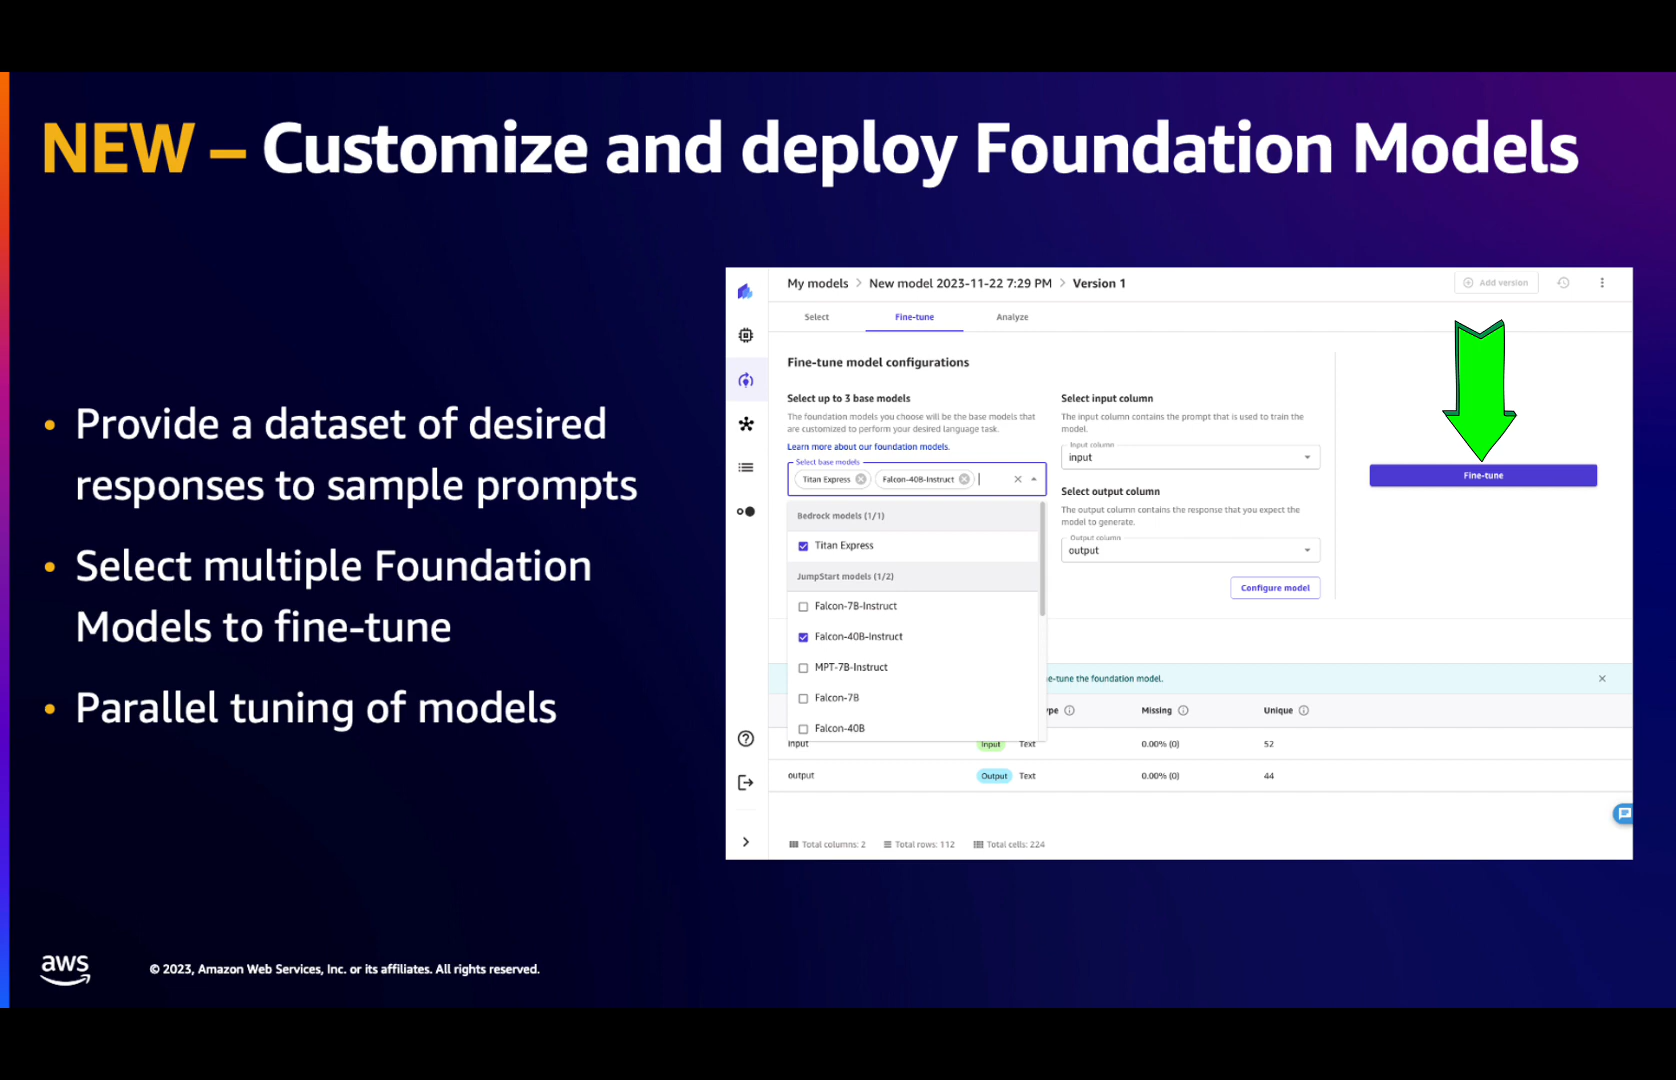 NEW – Customize and deploy Foundation Models
• Provide a dataset of desired
responses to sample prompts
• Select multiple Foundation
Models to fine-tune
• Parallel tuning of models
My models > New model 2023-11-22 7:29 PM > Version 1
Add version
Select
Fine-tune
Analyze
Fine-tune model configurations
Select up to 3 base models
The foundation models you choose will be the base models that
are customized to perform your desired language task.
Learn more about our foundation models.
Select base models
Titan Express
Falcon-40B-Instruct
Bedrock models (1/1)
Titan Express
JumpStart models (1/2)
Falcon-7B-Instruct
Falcon-40B-Instruct
MPT-7B-Instruct
Falcon-7B
Falcon-40B
Select input column
The input column contains the prompt that is used to train the
model.
Input column
input
Select output column
The output column contains the response that you expect the
model to generate.
Output column
output
Configure model
Fine-tune
the foundation model.
Missing
Unique
input Input Text 0.00% (0) 52
output Output Text 0.00% (0) 44
Total columns: 2 Total rows: 112 Total cells: 224
aws
© 2023, Amazon Web Services, Inc. or its affiliates. All rights reserved.